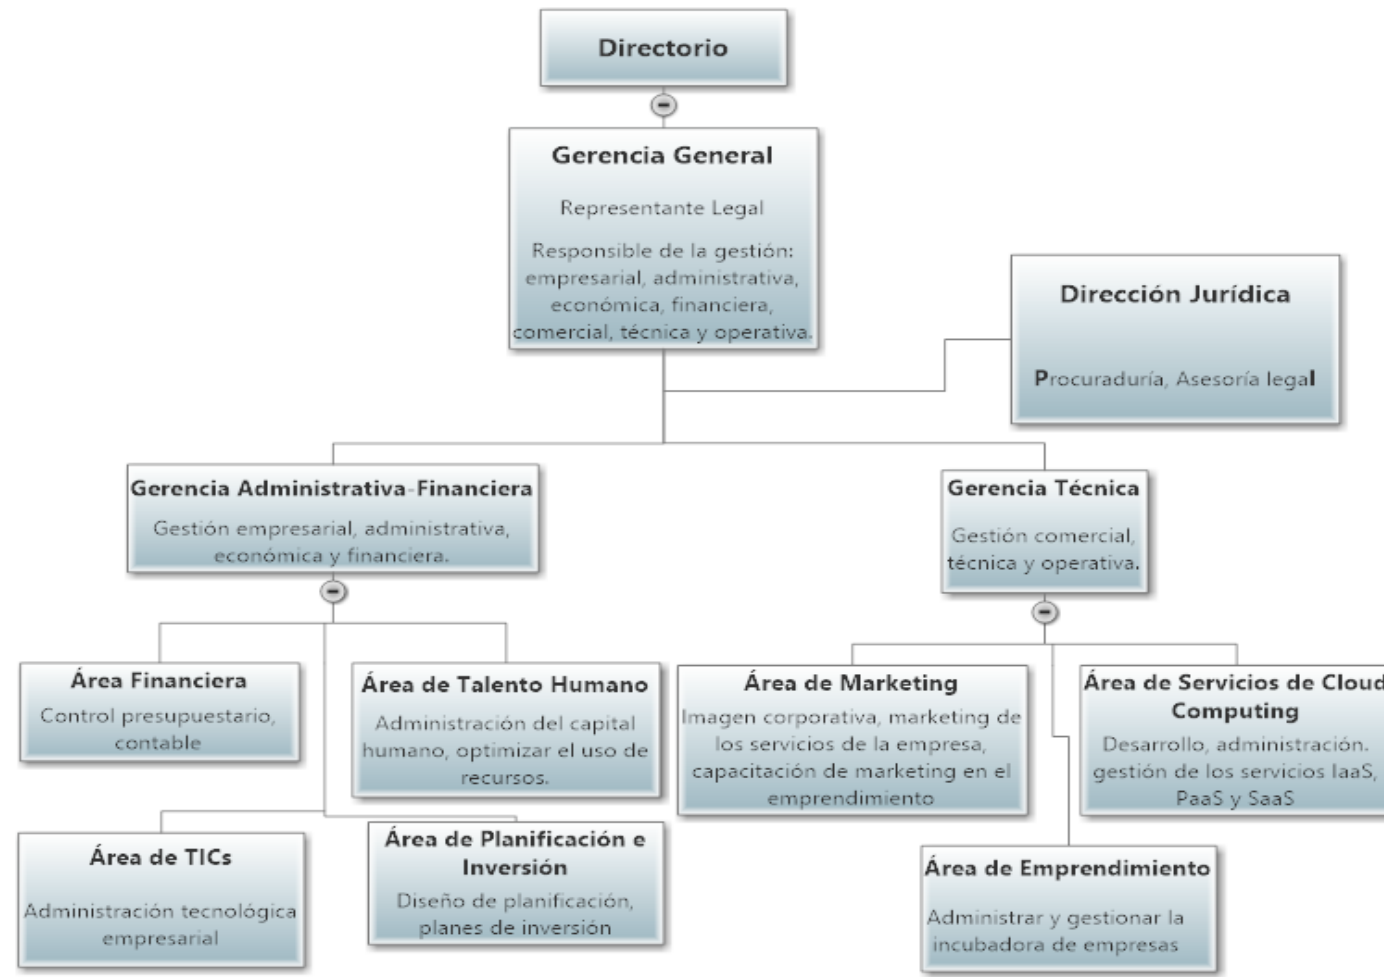 Directorio
Gerencia General
Representante Legal
Responsible de la gestión:
empresarial, administrativa,
económica, financiera,
comercial, técnica y operativa.
Dirección Jurídica
Procuraduría, Asesoría legal
Gerencia Administrativa-Financiera
Gestión empresarial, administrativa,
económica y financiera.
Gerencia Técnica
Gestión comercial,
técnica y operativa.
Área Financiera
Control presupuestario,
contable
Área de Talento Humano
Administración del capital
humano, optimizar el uso de
recursos.
Área de Marketing
Imagen corporativa, marketing de
los servicios de la empresa,
capacitación de marketing en el
emprendimiento
Área de Servicios de Cloud
Computing
Desarrollo, administración.
gestión de los servicios IaaS,
PaaS y SaaS
Área de TICs
Administración tecnológica
empresarial
Área de Planificación e
Inversión
Diseño de planificación,
planes de inversión
Área de Emprendimiento
Administrar y gestionar la
incubadora de empresas